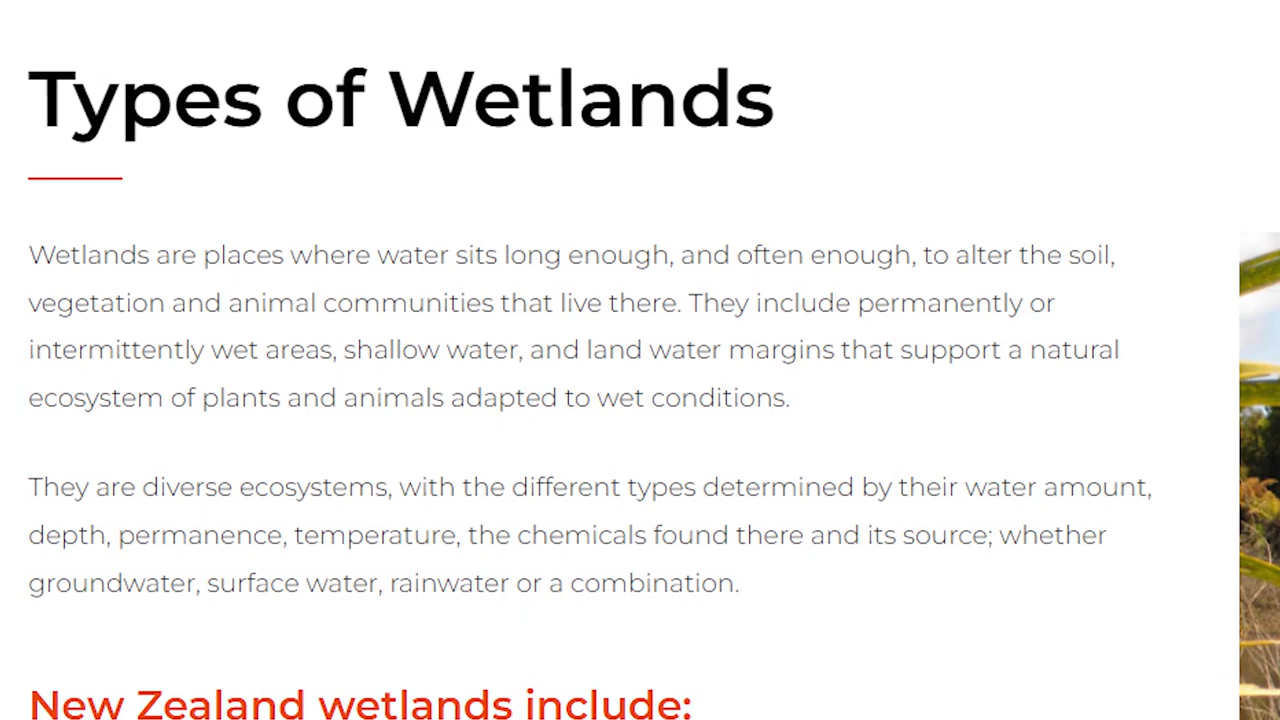 Types of Wetlands
Wetlands are places where water sits long enough, and often enough, to alter the soil,
vegetation and animal communities that live there. They include permanently or
intermittently wet areas, shallow water, and land water margins that support a natural
ecosystem of plants and animals adapted to wet conditions.
They are diverse ecosystems, with the different types determined by their water amount,
depth, permanence, temperature, the chemicals found there and its source; whether
groundwater, surface water, rainwater or a combination.
New Zealand wetlands include: